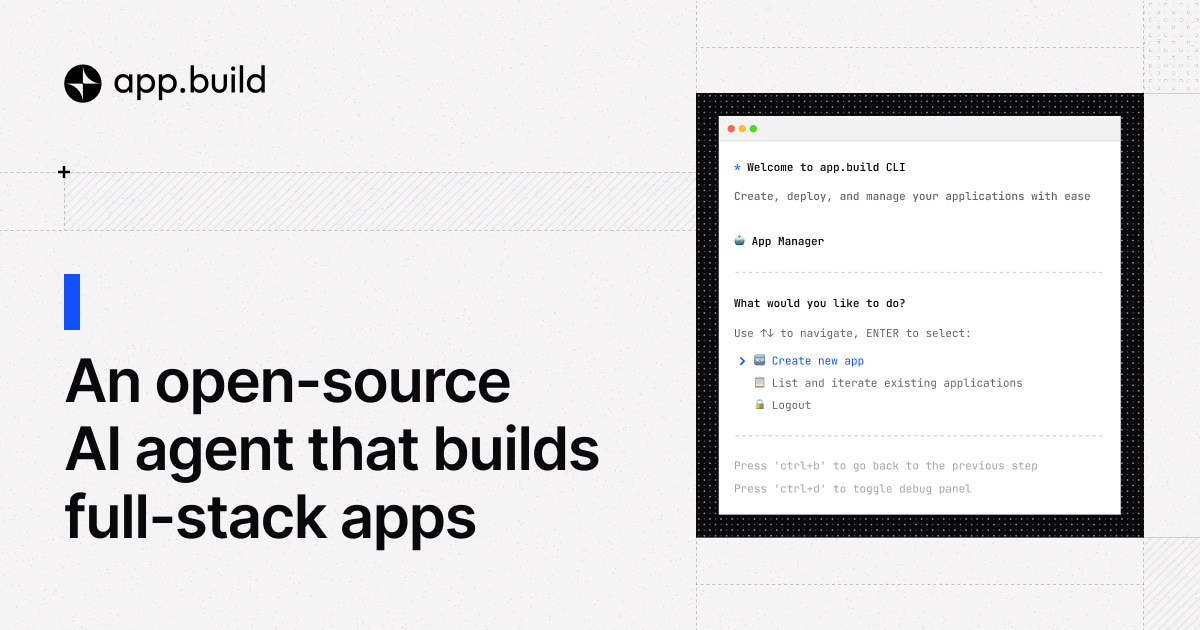 app.build
An open-source
AI agent that builds
full-stack apps
* Welcome to app.build CLI
Create, deploy, and manage your applications with ease
🤖 App Manager
What would you like to do?
Use ↑↓ to navigate, ENTER to select:
❯ 🆕 Create new app
📋 List and iterate existing applications
🔒 Logout
Press 'ctrl+b' to go back to the previous step
Press 'ctrl+d' to toggle debug panel